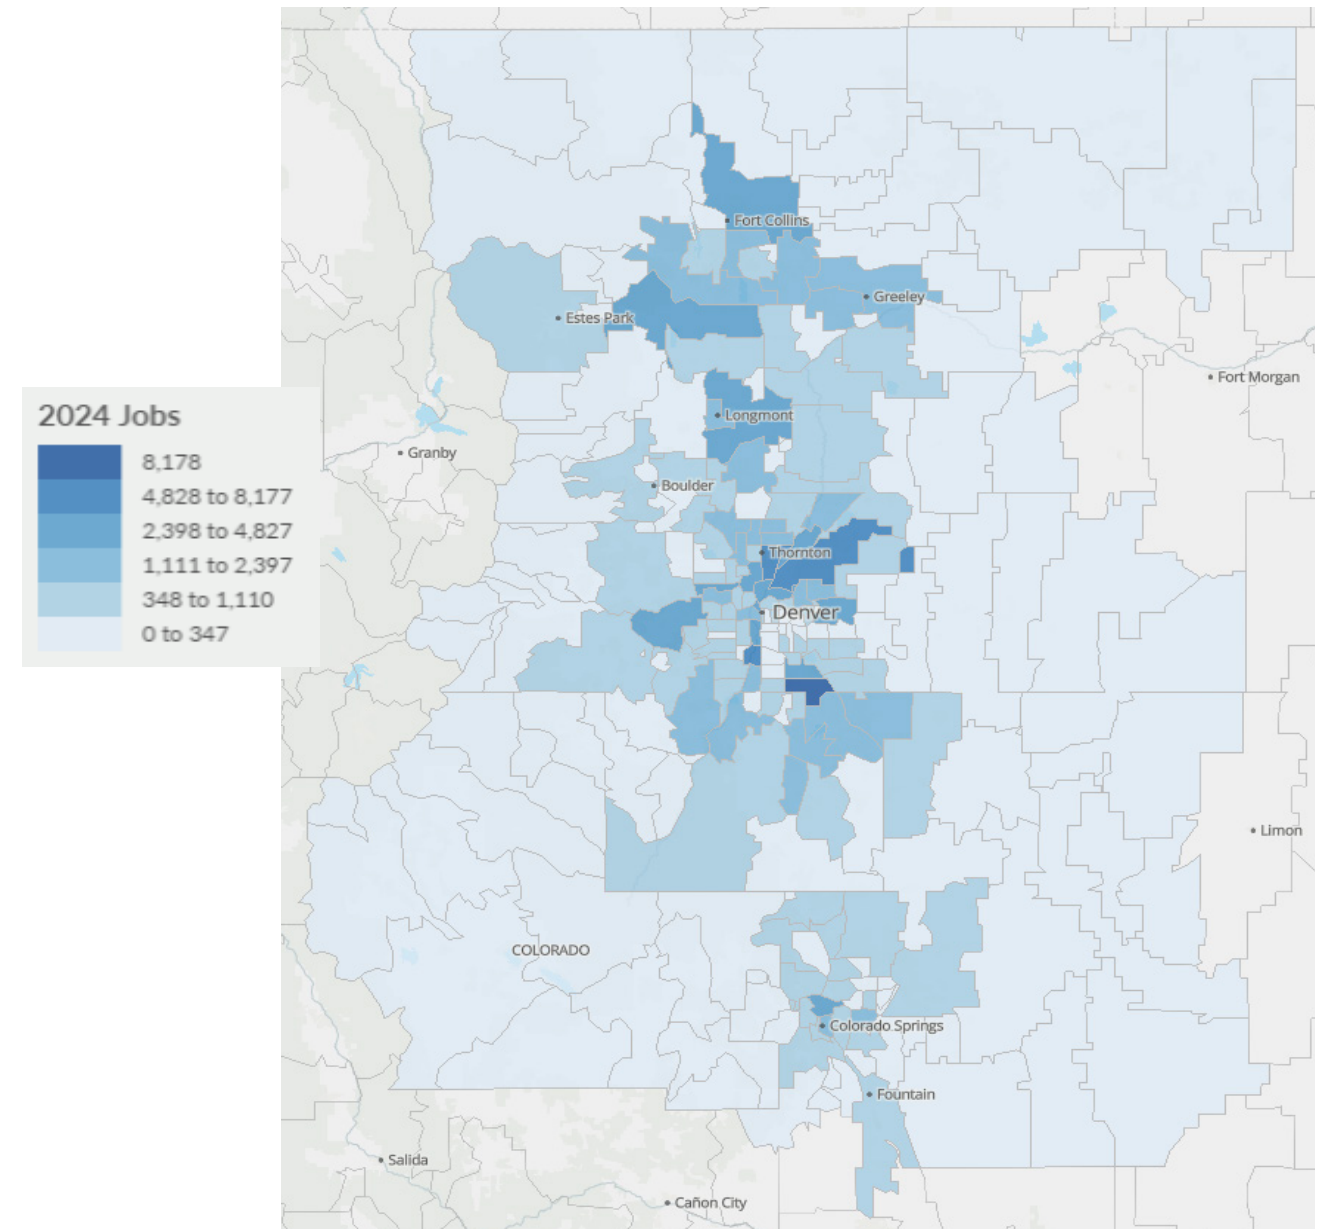 Fort Collins
Greeley
Estes Park
Fort Morgan
2024 Jobs
8,178
4,828 to 8,177
2,398 to 4,827
1,111 to 2,397
348 to 1,110
0 to 347
Longmont
Granby
Boulder
Thornton
Denver
Limon
COLORADO
Colorado Springs
Fountain
Salida
Cañon City